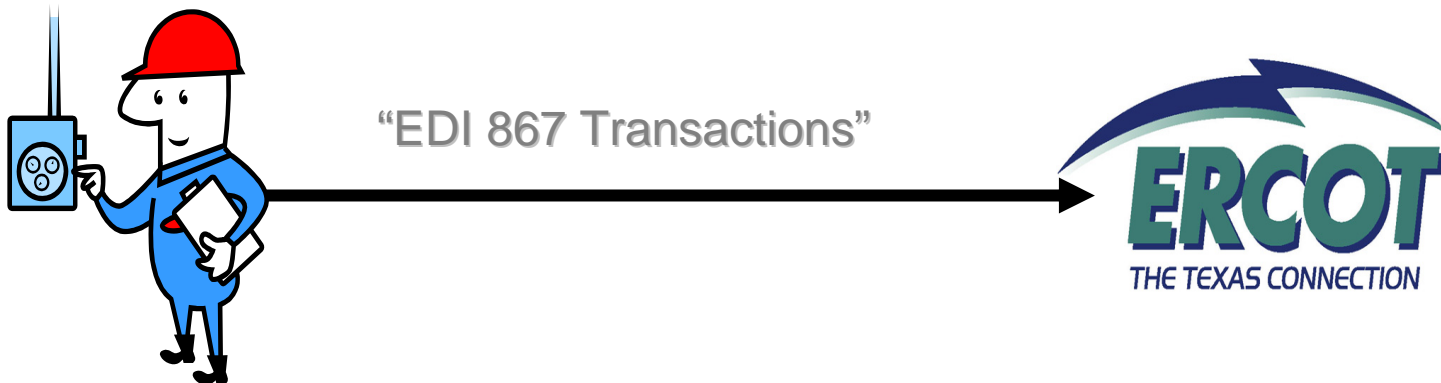 “EDI 867 Transactions”
ERCOT
THE TEXAS CONNECTION